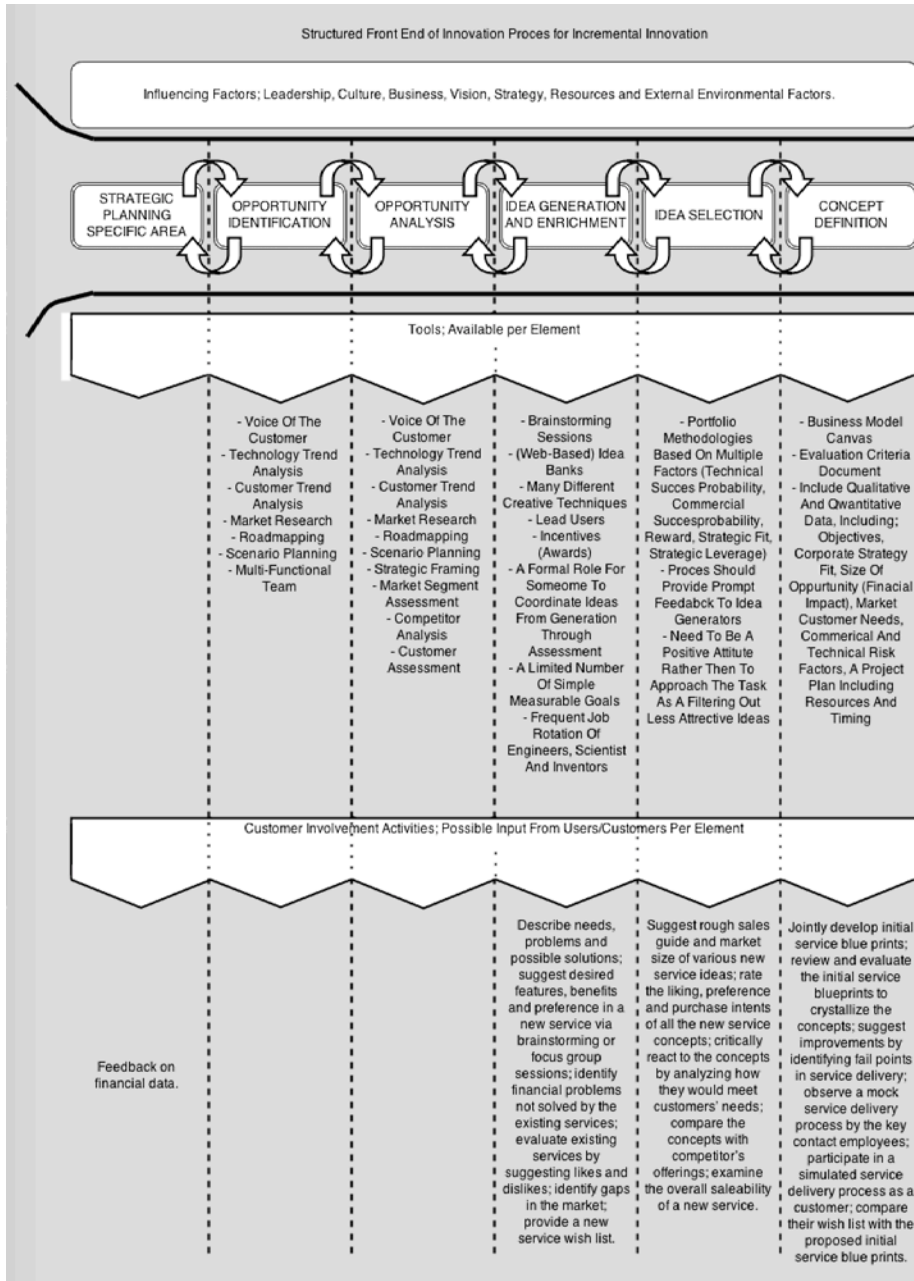 Structured Front End of Innovation Proces for Incremental Innovation
Influencing Factors; Leadership, Culture, Business, Vision, Strategy, Resources and External Environmental Factors.
STRATEGIC
PLANNING
SPECIFIC AREA
OPPORTUNITY
IDENTIFICATION
OPPORTUNITY
ANALYSIS
IDEA GENERATION
AND ENRICHMENT
IDEA SELECTION
CONCEPT
DEFINITION
Tools; Available per Element
- Voice Of The
Customer
- Technology Trend
Analysis
- Customer Trend
Analysis
- Market Research
- Roadmapping
- Scenario Planning
- Multi-Functional
Team
- Voice Of The
Customer
- Technology Trend
Analysis
- Customer Trend
Analysis
- Market Research
- Roadmapping
- Scenario Planning
- Strategic Framing
- Market Segment
Assessment
- Competitor
Analysis
- Customer
Assessment
- Brainstorming
Sessions
- (Web-Based) Idea
Banks
- Many Different
Creative Techniques
- Lead Users
- Incentives
(Awards)
- A Formal Role For
Someome To
Coordinate Ideas
From Generation
Through
Assessment
- A Limited Number
Of Simple
Measurable Goals
- Frequent Job
Rotation Of
Engineers, Scientist
And Inventors
- Portfolio
Methodologies
Based On Multiple
Factors (Technical
Succes Probability,
Commercial
Succesprobability,
Reward, Strategic Fit,
Strategic Leverage)
- Proces Should
Provide Prompt
Feedabck To Idea
Generators
- Need To Be A
Positive Attitute
Rather Then To
Approach The Task
As A Filtering Out
Less Attrective Ideas
- Business Model
Canvas
- Evaluation Criteria
Document
- Include Qualitative
And Qwantitative
Data, Including;
Objectives,
Corporate Strategy
Fit, Size Of
Oppurtunity (Finacial
Impact), Market
Customer Needs,
Commerical And
Technical Risk
Factors, A Project
Plan Including
Resources And
Timing
Customer Involvement Activities; Possible Input From Users/Customers Per Element
Feedback on
financial data.
Describe needs,
problems and
possible solutions;
suggest desired
features, benefits
and preference in a
new service via
brainstorming or
focus group
sessions; identify
financial problems
not solved by the
existing services;
evaluate existing
services by
suggesting likes and
dislikes; identify gaps
in the market;
provide a new
service wish list.
Suggest rough sales
guide and market
size of various new
service ideas; rate
the liking, preference
and purchase intents
of all the new service
concepts; critically
react to the concepts
by analyzing how
they would meet
customers' needs;
compare the
concepts with
competitor's
offerings; examine
the overall saleability
of a new service.
Jointly develop initial
service blue prints;
review and evaluate
the initial service
blueprints to
crystallize the
concepts; suggest
improvements by
identifying fail points
in service delivery;
observe a mock
service delivery
process by the key
contact employees;
participate in a
simulated service
delivery process as a
customer; compare
their wish list with the
proposed initial
service blue prints.